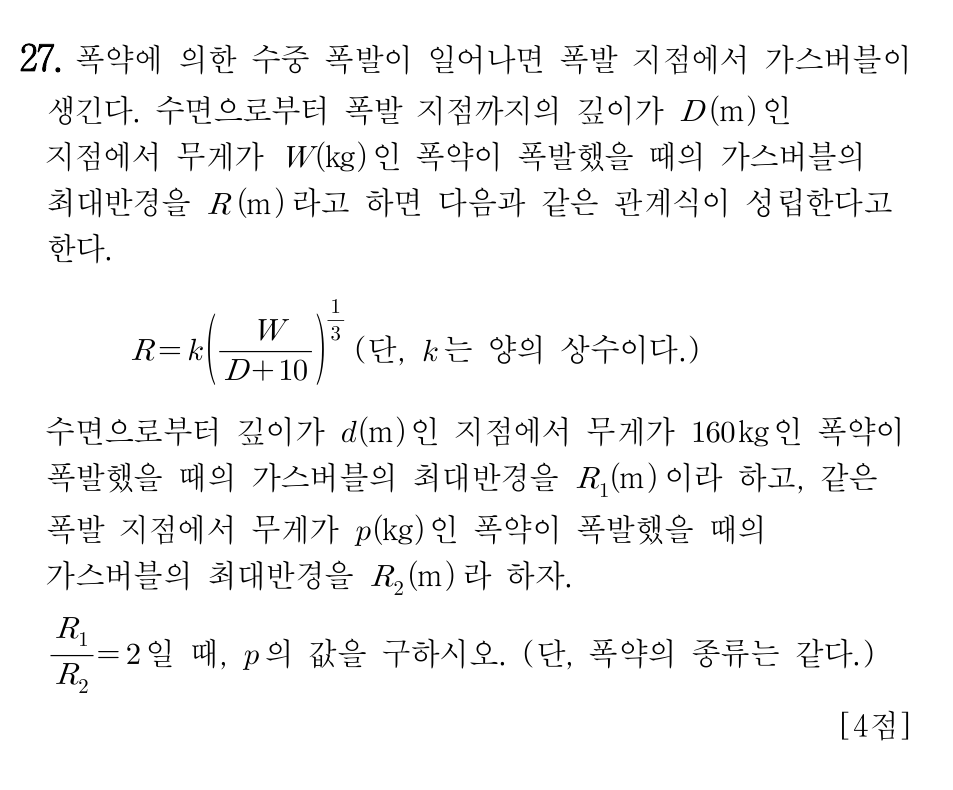 27. 폭약에 의한 수중 폭발이 일어나면 폭발 지점에서 가스버블이
생긴다. 수면으로부터 폭발 지점까지의 깊이가 D(m)인
지점에서 무게가 W(kg)인 폭약이 폭발했을 때의 가스버블의
최대반경을 R(m)라고 하면 다음과 같은 관계식이 성립한다고
한다.
R=k(W/(D+10))^(1/3) (단, k는 양의 상수이다.)
수면으로부터 깊이가 d(m)인 지점에서 무게가 160kg인 폭약이
폭발했을 때의 가스버블의 최대반경을 R₁(m)이라 하고, 같은
폭발 지점에서 무게가 p(kg)인 폭약이 폭발했을 때의
가스버블의 최대반경을 R₂(m)라 하자.
R₁/R₂=2일 때, p의 값을 구하시오. (단, 폭약의 종류는 같다.)
[4점]